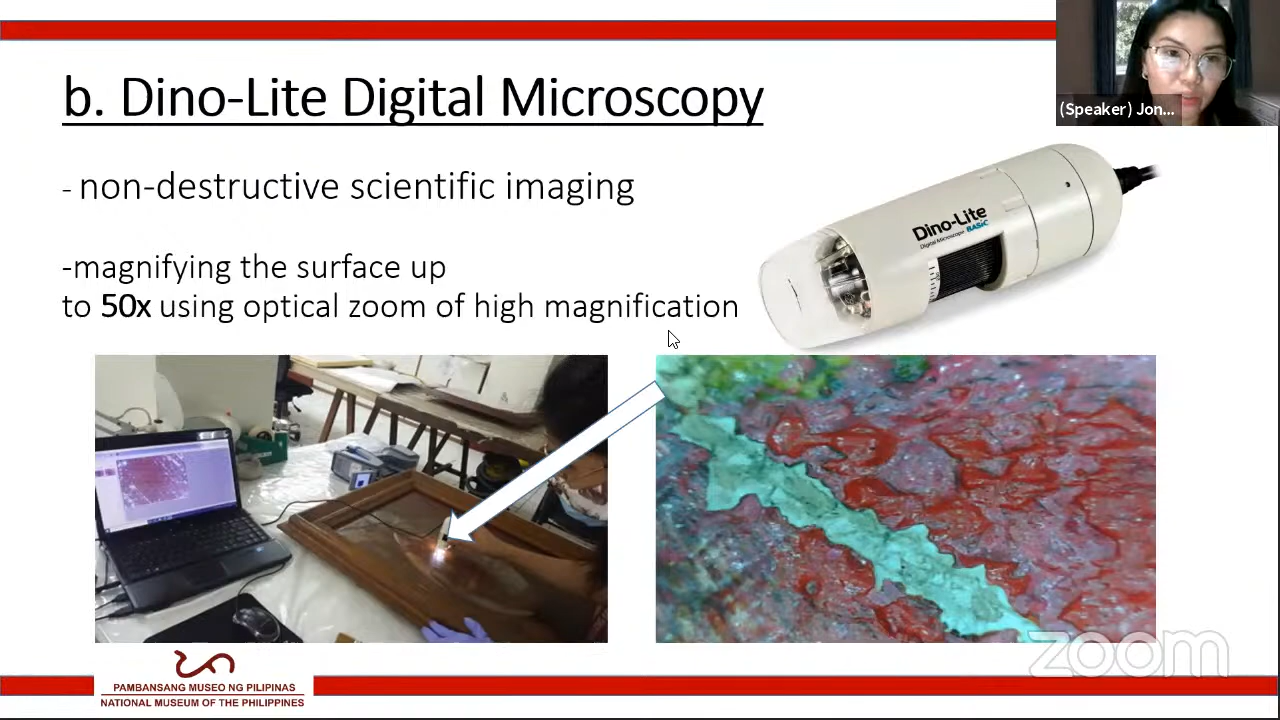 b. Dino-Lite Digital Microscopy
(Speaker) Jon...
- non-destructive scientific imaging
Dino-Lite
Digital Microscope BASIC
-magnifying the surface up
to 50x using optical zoom of high magnification
zoom
PAMBANSANG MUSEO NG PILIPINAS
NATIONAL MUSEUM OF THE PHILIPPINES